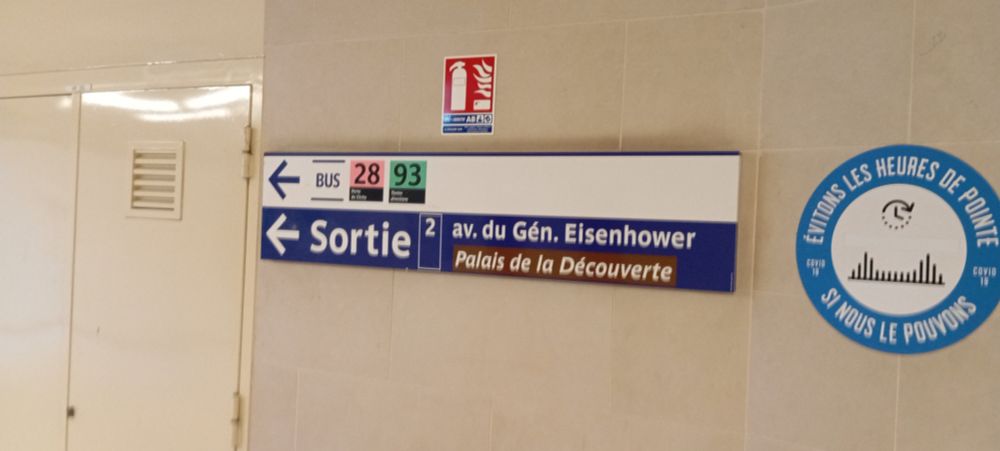 BUS 28 93
Sortie 2 av. du Gén. Eisenhower
Palais de la Découverte
ÉVITONS LES HEURES DE POINTE
COVID
19
COVID
19
SI NOUS LE POUVONS